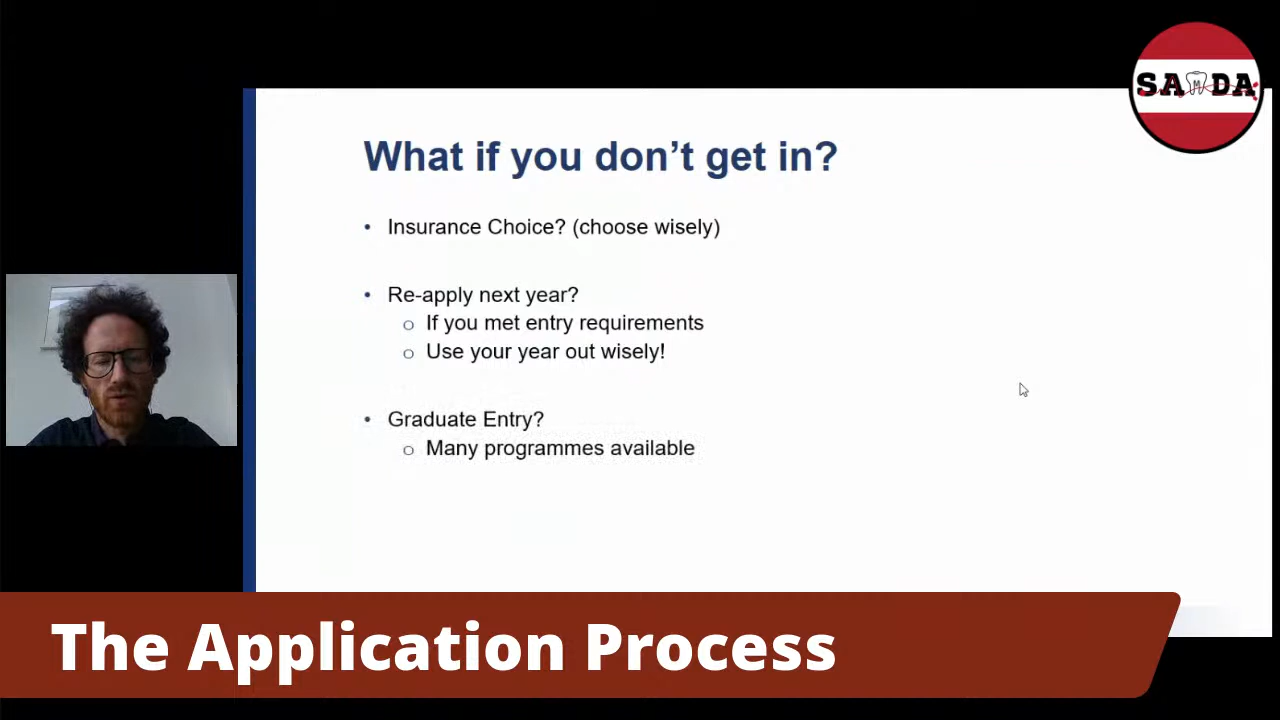 SAMDA
What if you don't get in?
• Insurance Choice? (choose wisely)
• Re-apply next year?
o If you met entry requirements
o Use your year out wisely!
• Graduate Entry?
o Many programmes available
The Application Process